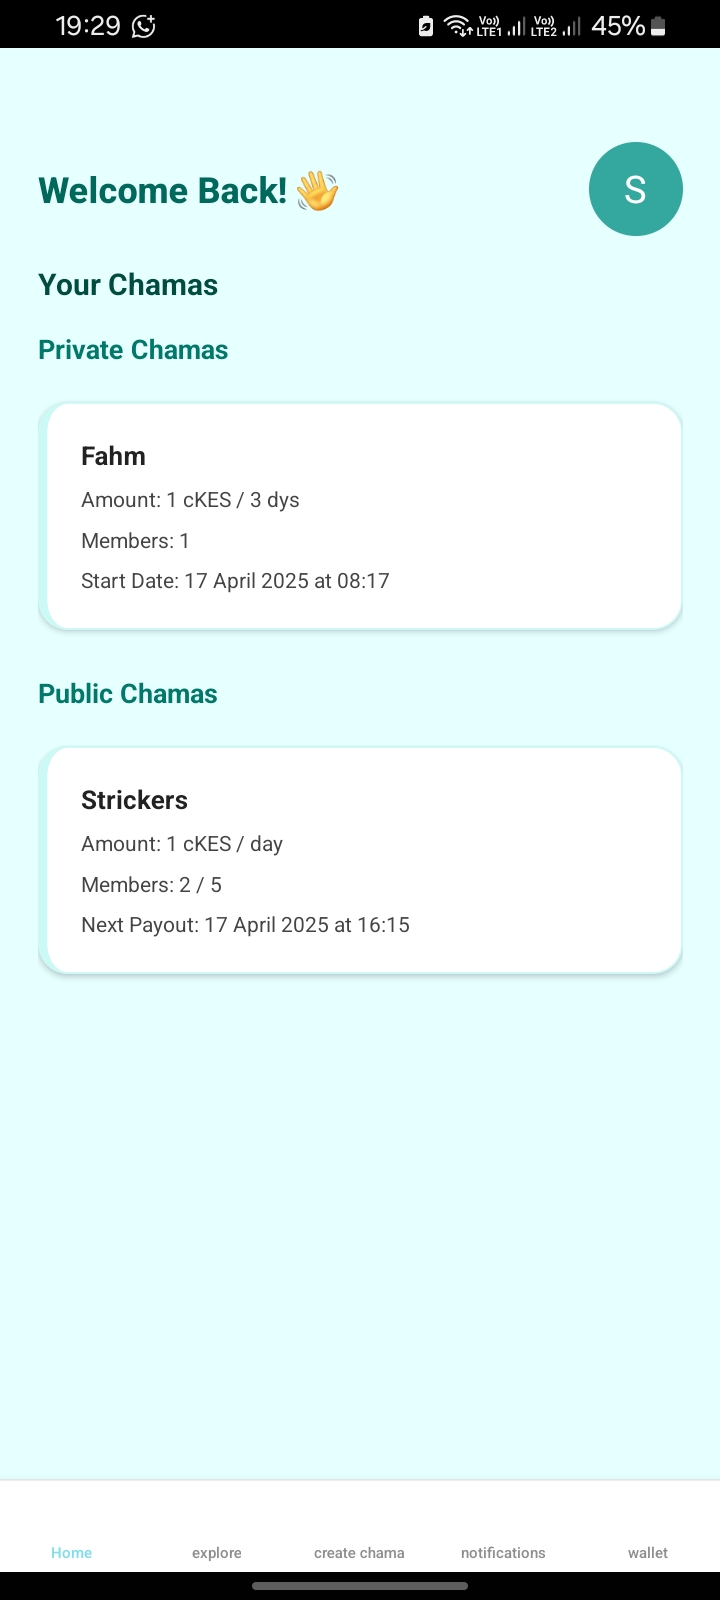 19:29
Vo)) LTE1 Vo)) LTE2 45%
Welcome Back! 👋
S
Your Chamas
Private Chamas
Fahm
Amount: 1 cKES / 3 dys
Members: 1
Start Date: 17 April 2025 at 08:17
Public Chamas
Strickers
Amount: 1 cKES / day
Members: 2 / 5
Next Payout: 17 April 2025 at 16:15
Home explore create chama notifications wallet